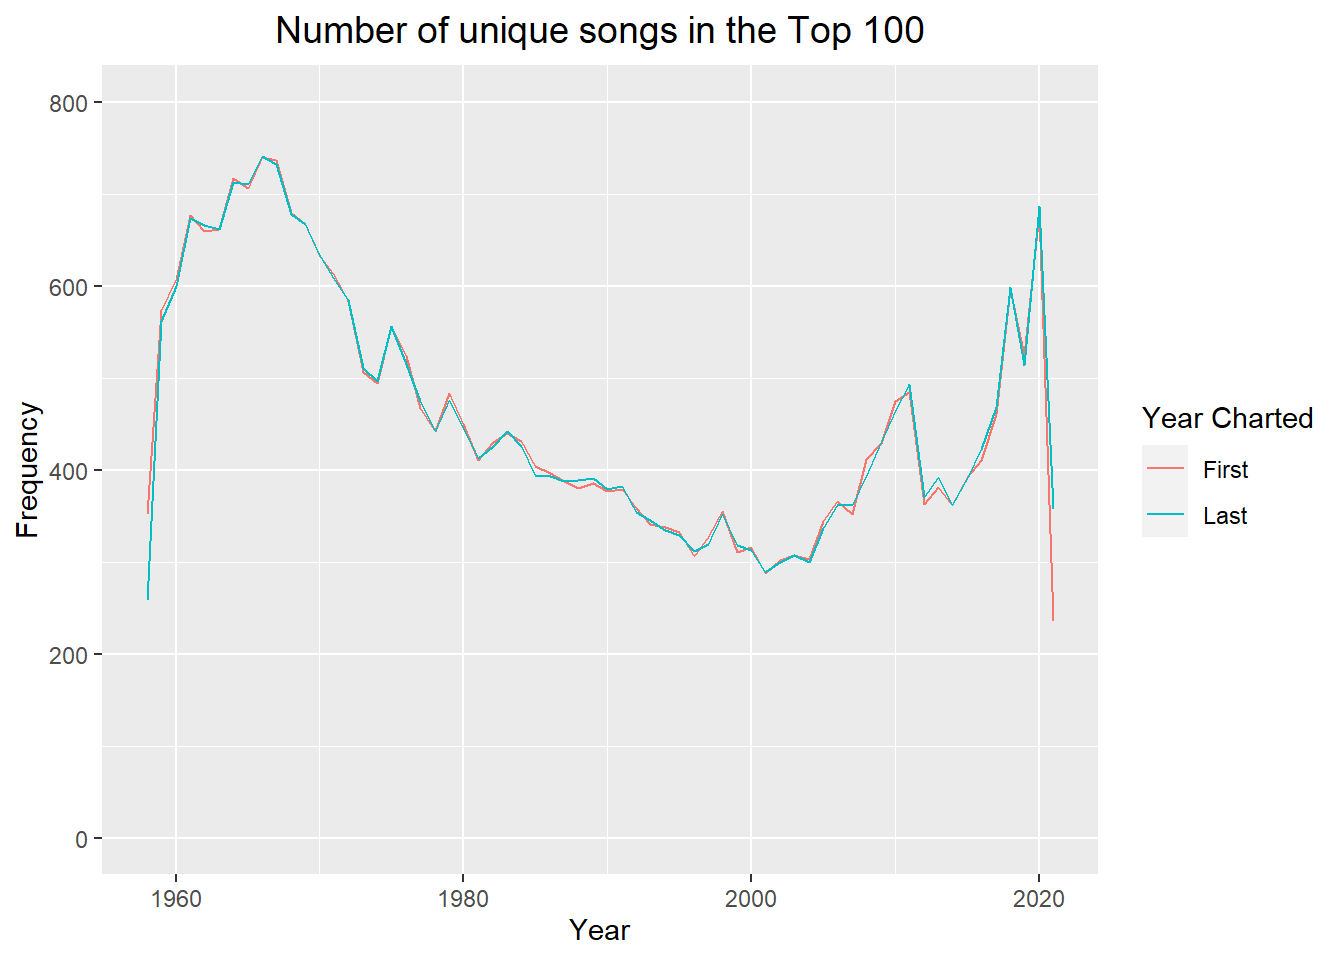 Number of unique songs in the Top 100
800
600
400
200
0
Frequency
1960
1980
2000
2020
Year
Year Charted
First
Last